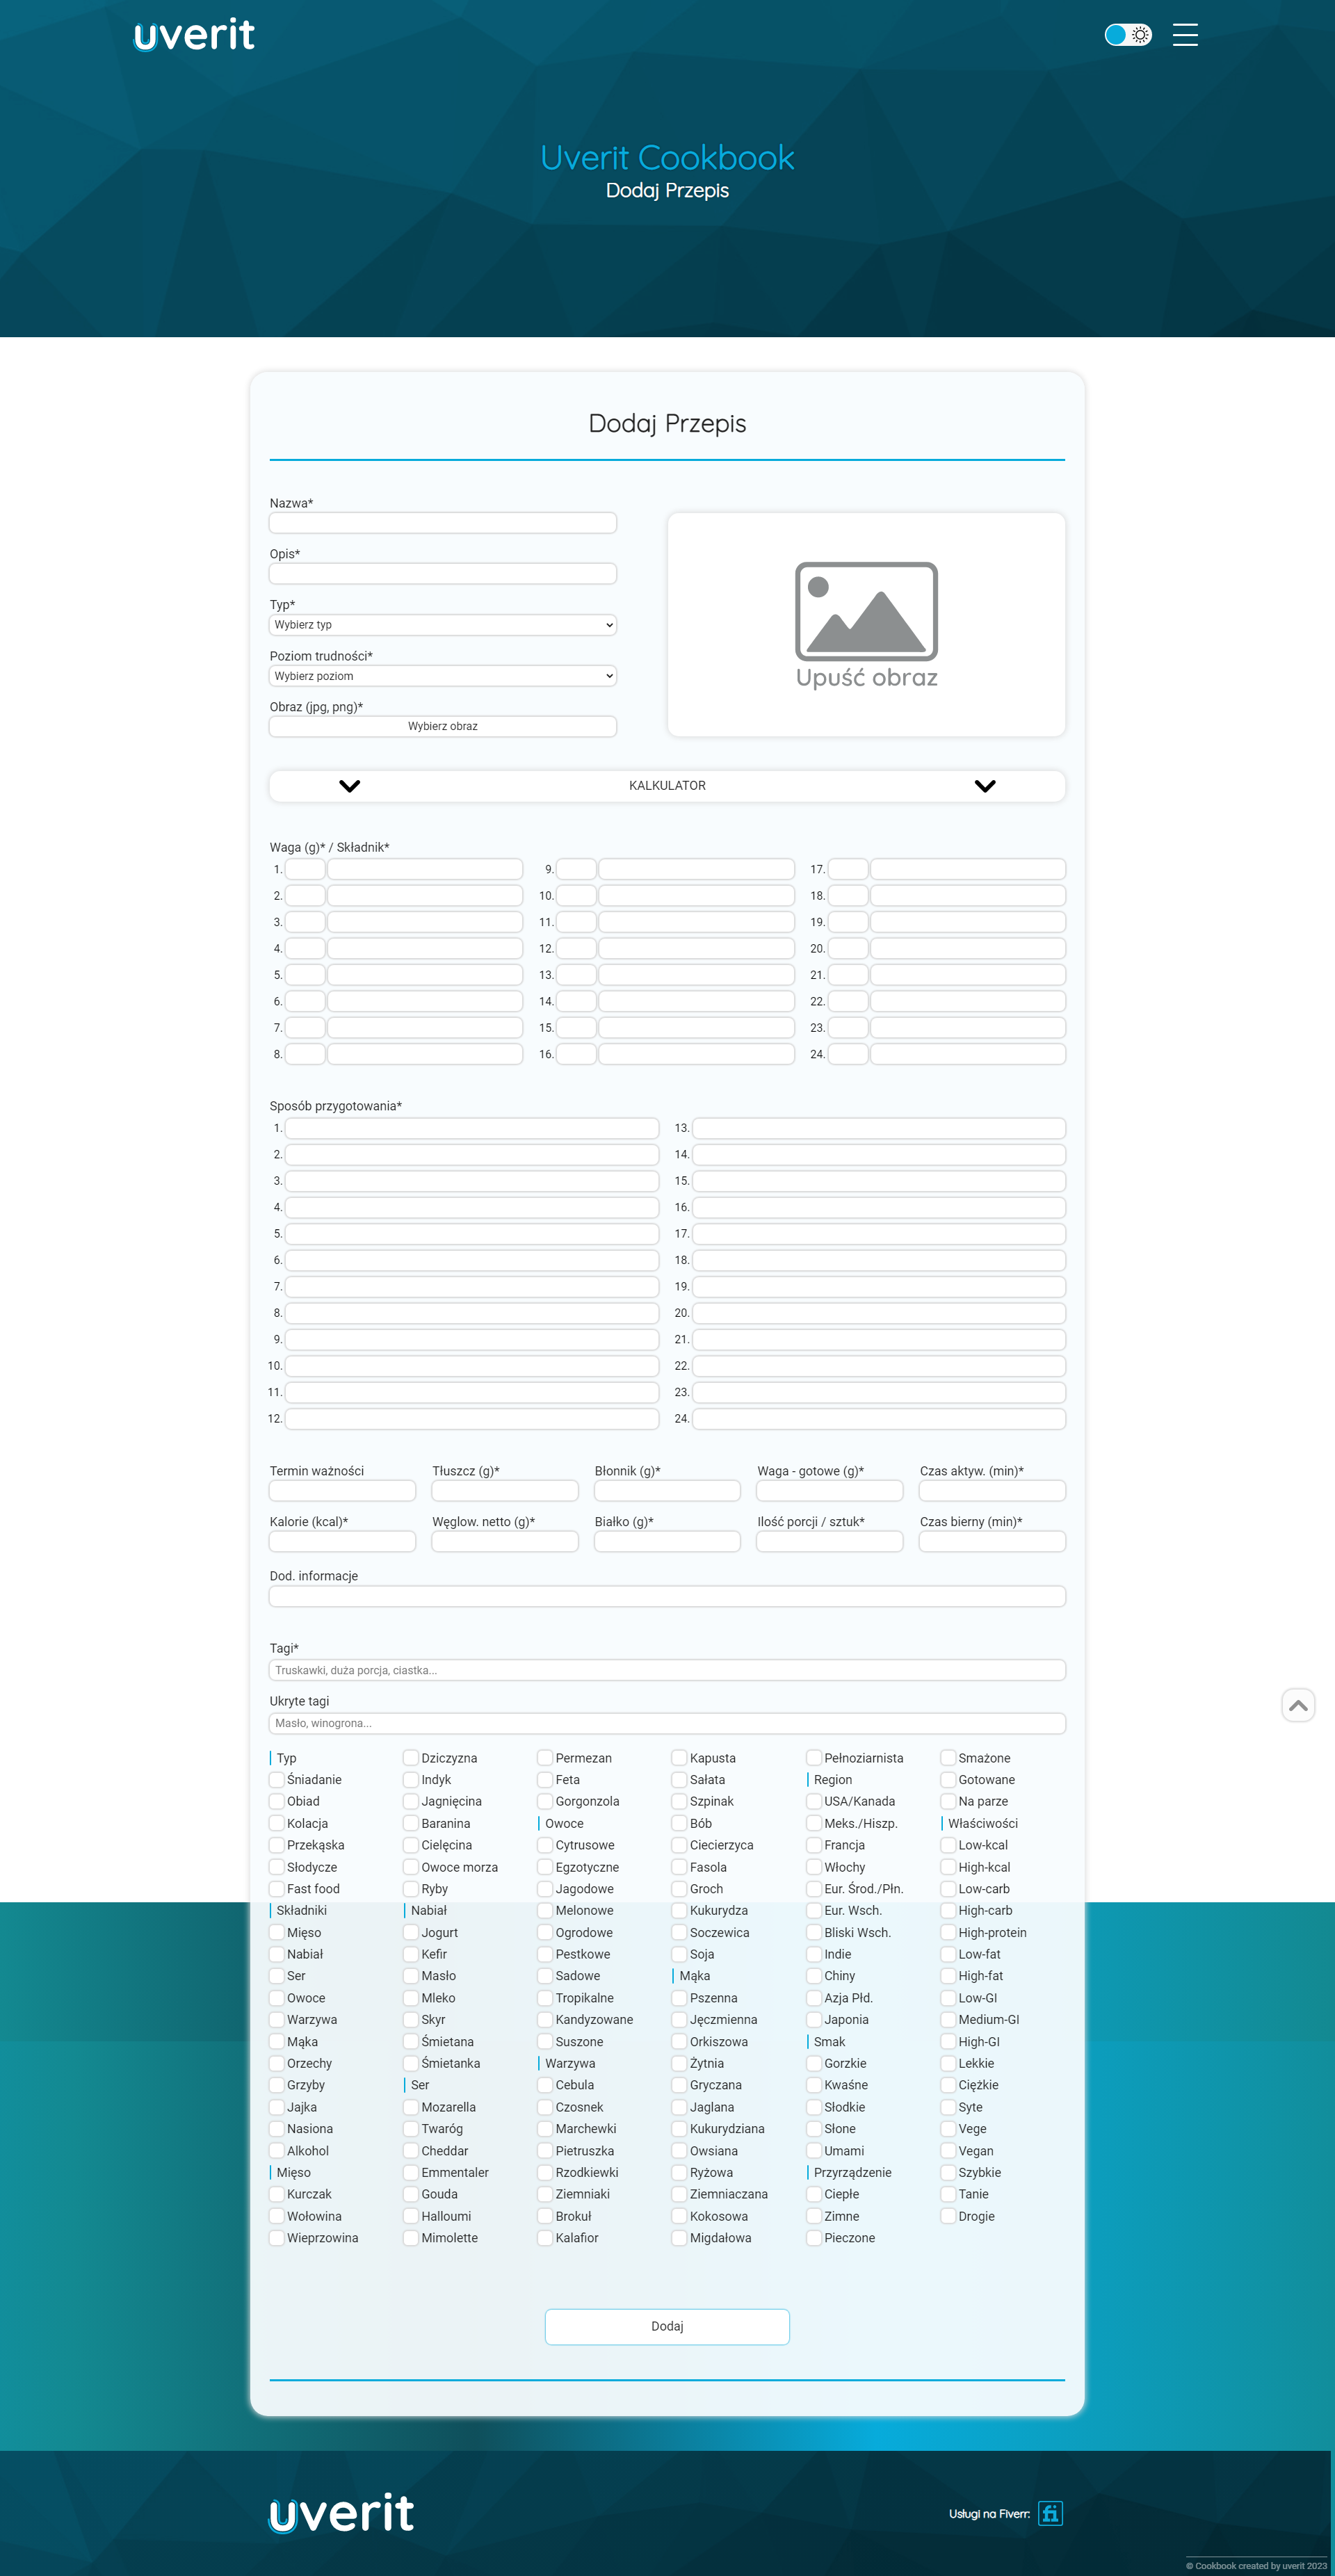 uverit
Uverit Cookbook
Dodaj Przepis
Dodaj Przepis
Nazwa*
Opis*
Typ*
Wybierz typ
Poziom trudności*
Wybierz poziom
Obraz (jpg, png)*
Wybierz obraz
Upuść obraz
KALKULATOR
Waga (g)* / Składnik*
1. 9. 17.
2. 10. 18.
3. 11. 19.
4. 12. 20.
5. 13. 21.
6. 14. 22.
7. 15. 23.
8. 16. 24.
Sposób przygotowania*
1. 13.
2. 14.
3. 15.
4. 16.
5. 17.
6. 18.
7. 19.
8. 20.
9. 21.
10. 22.
11. 23.
12. 24.
Termin ważności Tłuszcz (g)* Błonnik (g)* Waga - gotowe (g)* Czas aktyw. (min)*
Kalorie (kcal)* Węglow. netto (g)* Białko (g)* Ilość porcji / sztuk* Czas bierny (min)*
Dod. informacje
Tagi*
Truskawki, duża porcja, ciastka...
Ukryte tagi
Masło, winogrona...
Typ Dziczyzna Permezan Kapusta Pełnoziarnista Smażone
Śniadanie Indyk Feta Sałata Region Gotowane
Obiad Jagnięcina Gorgonzola Szpinak USA/Kanada Na parze
Kolacja Baranina Owoce Bób Meks./Hiszp. Właściwości
Przekąska Cielęcina Cytrusowe Ciecierzyca Francja Low-kcal
Słodycze Owoce morza Egzotyczne Fasola Włochy High-kcal
Fast food Ryby Jagodowe Groch Eur. Środ./Płn. Low-carb
Składniki Nabiał Melonowe Kukurydza Eur. Wsch. High-carb
Mięso Jogurt Ogrodowe Soczewica Bliski Wsch. High-protein
Nabiał Kefir Pestkowe Soja Indie Low-fat
Ser Masło Sadowe Mąka Chiny High-fat
Owoce Mleko Tropikalne Pszenna Azja Płd. Low-GI
Warzywa Skyr Kandyzowane Jęczmienna Japonia Medium-GI
Mąka Śmietana Suszone Orkiszowa Smak High-GI
Orzechy Śmietanka Warzywa Żytnia Gorzkie Lekkie
Grzyby Ser Cebula Gryczana Kwaśne Ciężkie
Jajka Mozarella Czosnek Jaglana Słodkie Syte
Nasiona Twaróg Marchewki Kukurydziana Słone Vege
Alkohol Cheddar Pietruszka Owsiana Umami Vegan
Mięso Emmentaler Rzodkiewki Ryżowa Przyrządzenie Szybkie
Kurczak Gouda Ziemniaki Ziemniaczana Ciepłe Tanie
Wołowina Halloumi Brokuł Kokosowa Zimne Drogie
Wieprzowina Mimolette Kalafior Migdałowa Pieczone
Dodaj
uverit
Usługi na Fiverr: fi
© Cookbook created by uverit 2023